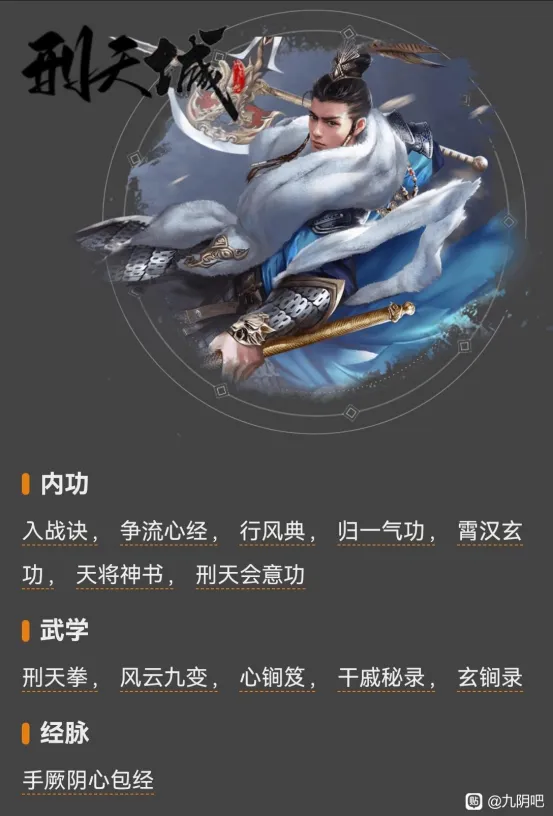 刑天城
内功
入战诀， 争流心经， 行风典， 归一气功， 霄汉玄
功， 天将神书， 刑天会意功
武学
刑天拳， 风云九变， 心锏笈， 干戚秘录， 玄锏录
经脉
手厥阴心包经
贴 @九阴吧